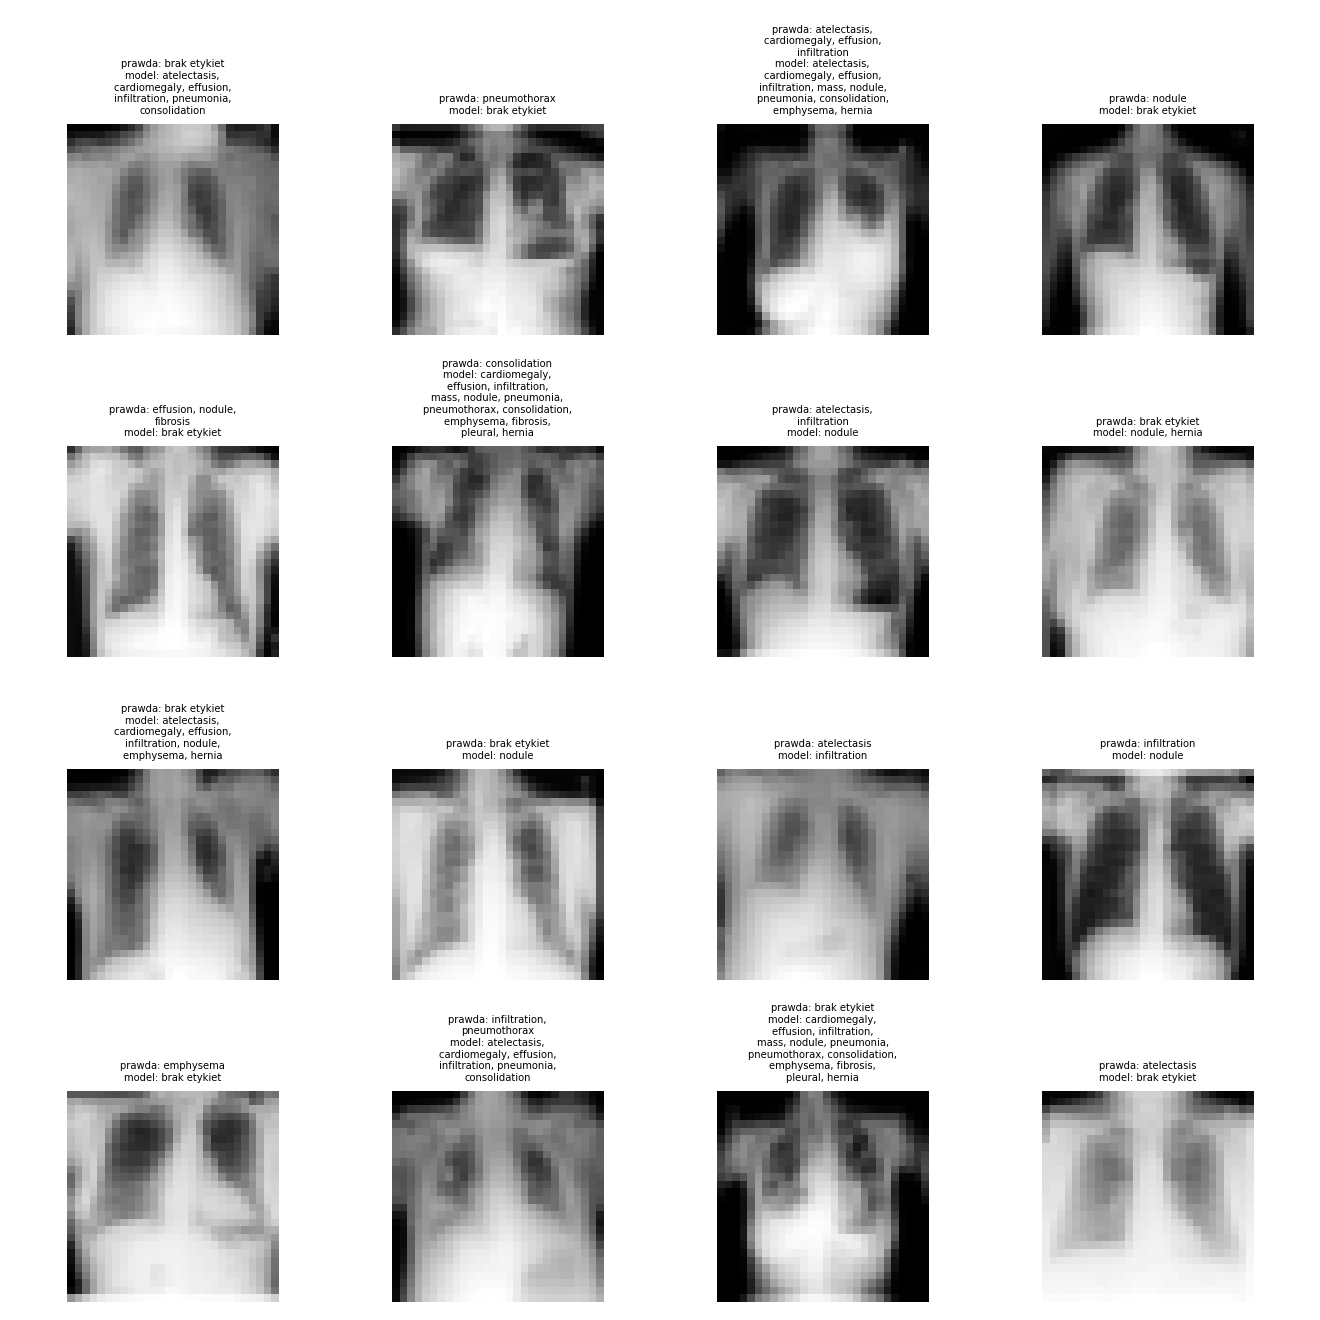 prawda: brak etykiet
model: atelectasis,
cardiomegaly, effusion,
infiltration, pneumonia,
consolidation
prawda: pneumothorax
model: brak etykiet
prawda: atelectasis,
cardiomegaly, effusion,
infiltration
model: atelectasis,
cardiomegaly, effusion,
infiltration, mass, nodule,
pneumonia, consolidation,
emphysema, hernia
prawda: nodule
model: brak etykiet
prawda: effusion, nodule,
fibrosis
model: brak etykiet
prawda: consolidation
model: cardiomegaly,
effusion, infiltration,
mass, nodule, pneumonia,
pneumothorax, consolidation,
emphysema, fibrosis,
pleural, hernia
prawda: atelectasis,
infiltration
model: nodule
prawda: brak etykiet
model: nodule, hernia
prawda: brak etykiet
model: atelectasis,
cardiomegaly, effusion,
infiltration, nodule,
emphysema, hernia
prawda: brak etykiet
model: nodule
prawda: atelectasis
model: infiltration
prawda: infiltration
model: nodule
prawda: emphysema
model: brak etykiet
prawda: infiltration,
pneumothorax
model: atelectasis,
cardiomegaly, effusion,
infiltration, pneumonia,
consolidation
prawda: brak etykiet
model: cardiomegaly,
effusion, infiltration,
mass, nodule, pneumonia,
pneumothorax, consolidation,
emphysema, fibrosis,
pleural, hernia
prawda: atelectasis
model: brak etykiet